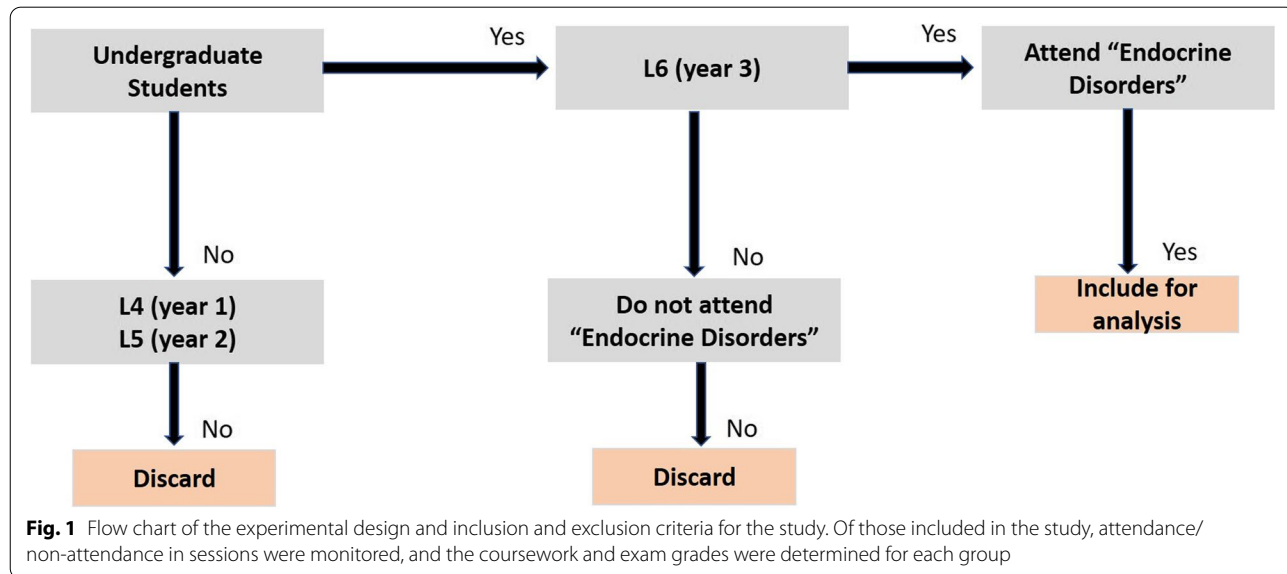 Undergraduate
Students
Yes
L6 (year 3)
Yes
Attend “Endocrine
Disorders”
No
No
Yes
L4 (year 1)
L5 (year 2)
Do not attend
“Endocrine Disorders”
Include for
analysis
No
No
Discard
Discard
Fig. 1 Flow chart of the experimental design and inclusion and exclusion criteria for the study. Of those included in the study, attendance/
non-attendance in sessions were monitored, and the coursework and exam grades were determined for each group